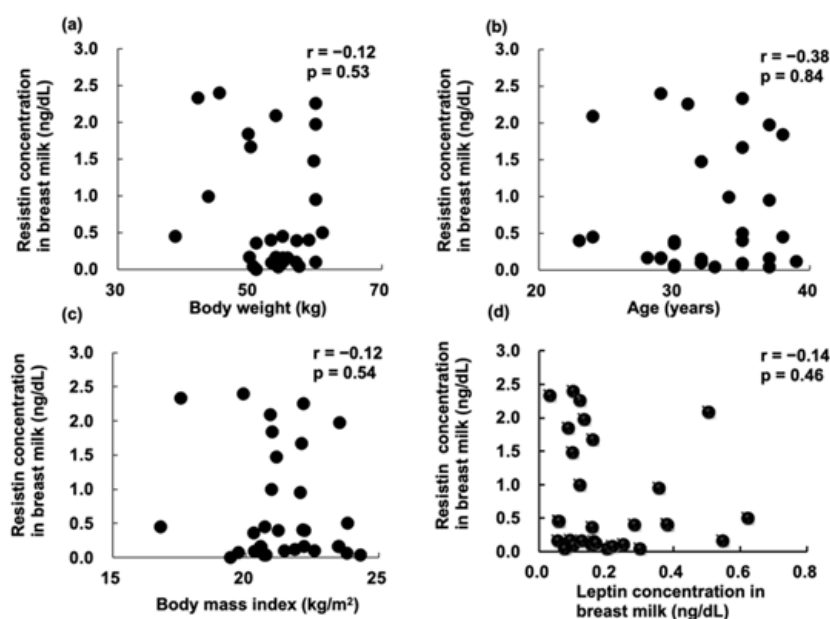 (a)
r = −0.12
p = 0.53
Resistin concentration
in breast milk (ng/dL)
3.0
2.5
2.0
1.5
1.0
0.5
0.0
30
50
70
Body weight (kg)
(b)
r = −0.38
p = 0.84
Resistin concentration
in breast milk (ng/dL)
3.0
2.5
2.0
1.5
1.0
0.5
0.0
20
30
40
Age (years)
(c)
r = −0.12
p = 0.54
Resistin concentration
in breast milk (ng/dL)
3.0
2.5
2.0
1.5
1.0
0.5
0.0
15
20
25
Body mass index (kg/m²)
(d)
r = −0.14
p = 0.46
Resistin concentration
in breast milk (ng/dL)
3.0
2.5
2.0
1.5
1.0
0.5
0.0
0.0
0.2
0.4
0.6
0.8
Leptin concentration in
breast milk (ng/dL)